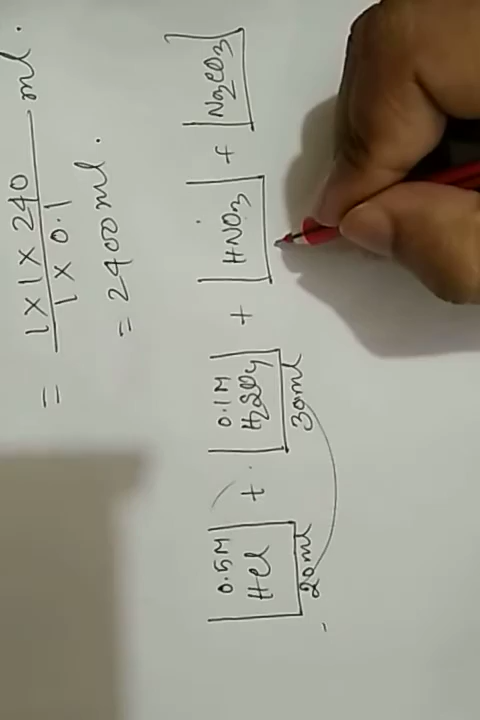 = 1 X 1 X 240 / 1 X 0.1 ml.
= 2400 ml.
0.5M + 0.1M + HNO3 + Na2CO3
HCl H2SO4
20ml 30ml